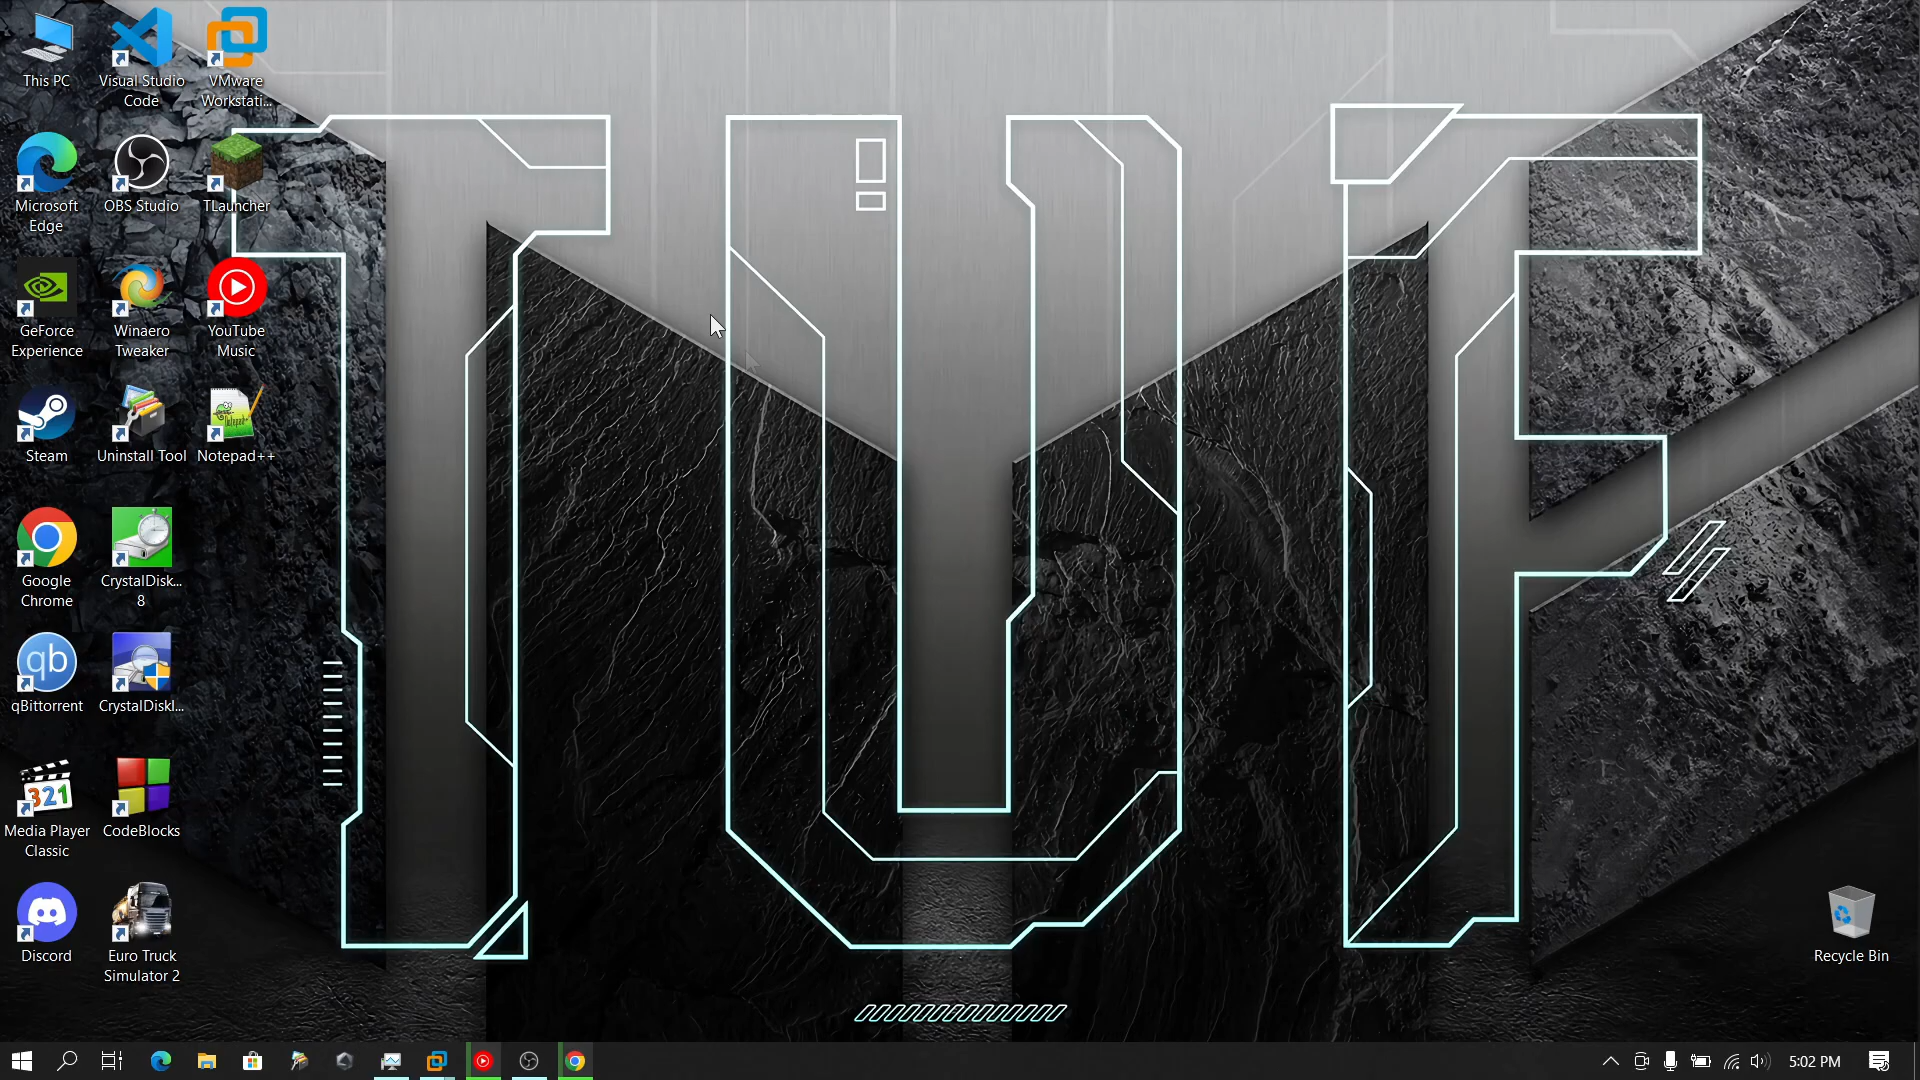 This PC
Visual Studio
Code
VMware
Workstati...
Microsoft
Edge
OBS Studio
TLauncher
GeForce
Experience
Winaero
Tweaker
YouTube
Music
Steam
Uninstall Tool
Notepad++
Google
Chrome
CrystalDisk...
8
qBittorrent
CrystalDiskI...
Media Player
Classic
CodeBlocks
Discord
Euro Truck
Simulator 2
Recycle Bin
TUF
qb
321
5:02 PM